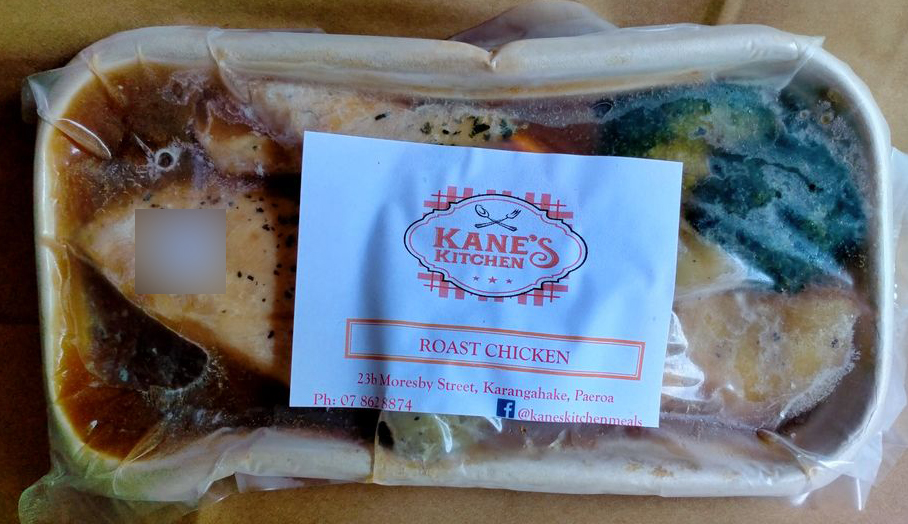 KANE'S
KITCHEN
ROAST CHICKEN
23b Moresby Street, Karangahake, Paeroa
Ph: 07 8628874
@kaneskitchenmeals